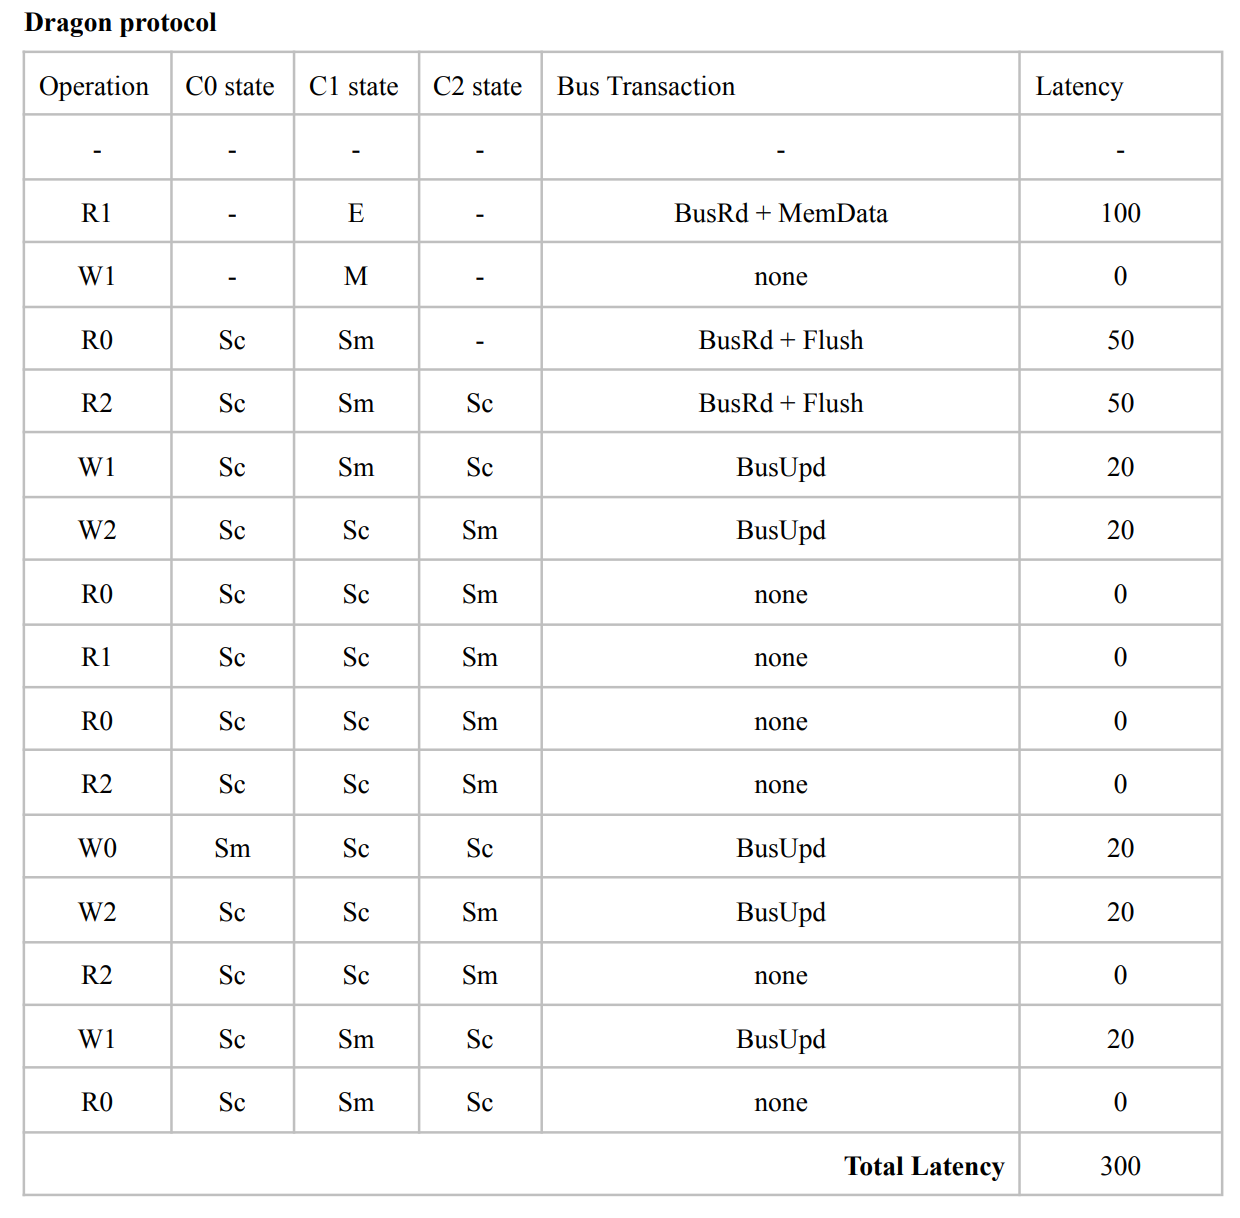 Dragon protocol
Operation C0 state C1 state C2 state Bus Transaction Latency
- - - - - -
R1 - E - BusRd + MemData 100
W1 - M - none 0
R0 Sc Sm - BusRd + Flush 50
R2 Sc Sm Sc BusRd + Flush 50
W1 Sc Sm Sc BusUpd 20
W2 Sc Sc Sm BusUpd 20
R0 Sc Sc Sm none 0
R1 Sc Sc Sm none 0
R0 Sc Sc Sm none 0
R2 Sc Sc Sm none 0
W0 Sm Sc Sc BusUpd 20
W2 Sc Sc Sm BusUpd 20
R2 Sc Sc Sm none 0
W1 Sc Sm Sc BusUpd 20
R0 Sc Sm Sc none 0
Total Latency 300